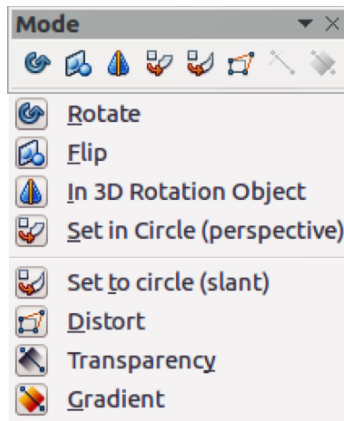 Mode
Rotate
Flip
In 3D Rotation Object
Set in Circle (perspective)
Set to circle (slant)
Distort
Transparency
Gradient